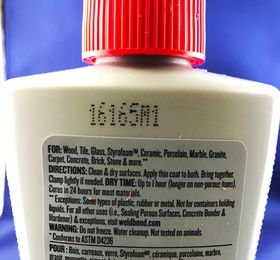 16165M1
FOR: Wood, Tile, Glass, Styrofoam™, Ceramic, Porcelain, Marble, Granite,
Carpet, Concrete, Brick, Stone & more.**
DIRECTIONS: Clean & dry surfaces. Apply thin coat to both. Bring together.
Clamp lightly if needed. DRY TIME: Up to 1 hour (longer on non-porous items).
Cures in 24 hours for most materials.
** Exceptions: Some types of plastic, rubber or metal. Not for containers holding
liquids. For all other uses (i.e., Sealing Porous Surfaces, Concrete Bonder &
Hardener) & exceptions, visit weldbond.com
WARNING: Do not freeze. Water cleanup. Not tested on animals.
* Conforms to ASTM D4236
POUR : Bois, carreaux, verre, Styrofoam™, céramique, porcelaine, marbre,